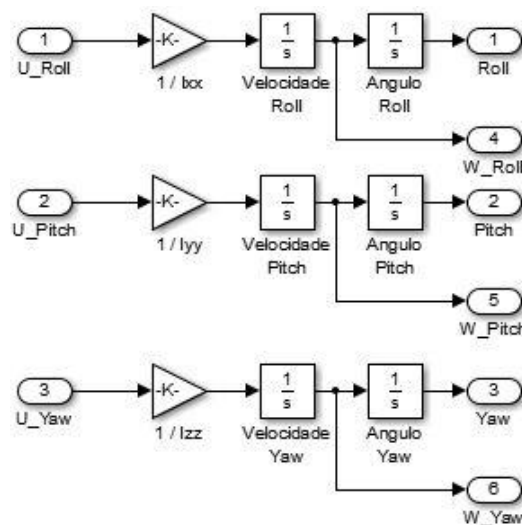 1
U_Roll
-K-
1 / Ixx
1
s
Velocidade
Roll
1
s
Angulo
Roll
1
Roll
4
W_Roll
2
U_Pitch
-K-
1 / Iyy
1
s
Velocidade
Pitch
1
s
Angulo
Pitch
2
Pitch
5
W_Pitch
3
U_Yaw
-K-
1 / Izz
1
s
Velocidade
Yaw
1
s
Angulo
Yaw
3
Yaw
6
W_Yaw